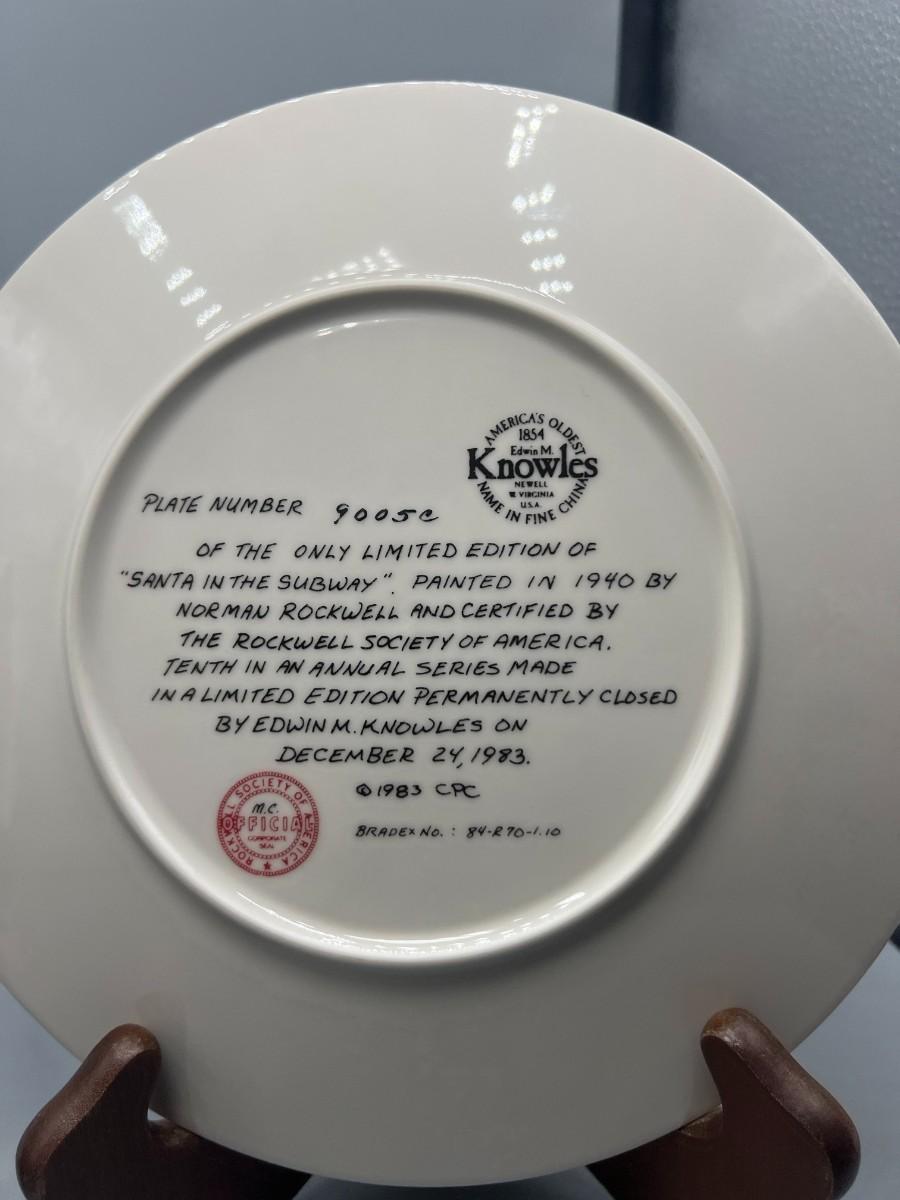 AMERICA'S OLDEST
1854
Edwin M.
Knowles
NEWELL
W. VIRGINIA
U.S.A.
NAME IN FINE CHINA
PLATE NUMBER 9005C
OF THE ONLY LIMITED EDITION OF
"SANTA IN THE SUBWAY". PAINTED IN 1940 BY
NORMAN ROCKWELL AND CERTIFIED BY
THE ROCKWELL SOCIETY OF AMERICA.
TENTH IN AN ANNUAL SERIES MADE
IN A LIMITED EDITION PERMANENTLY CLOSED
BY EDWIN M. KNOWLES ON
DECEMBER 24, 1983.
©1983 CPC
BRADEX NO.: 84-R70-1.10
ROCKWELL SOCIETY OF AMERICA
M.C.
OFFICIAL
CORPORATE
SEAL